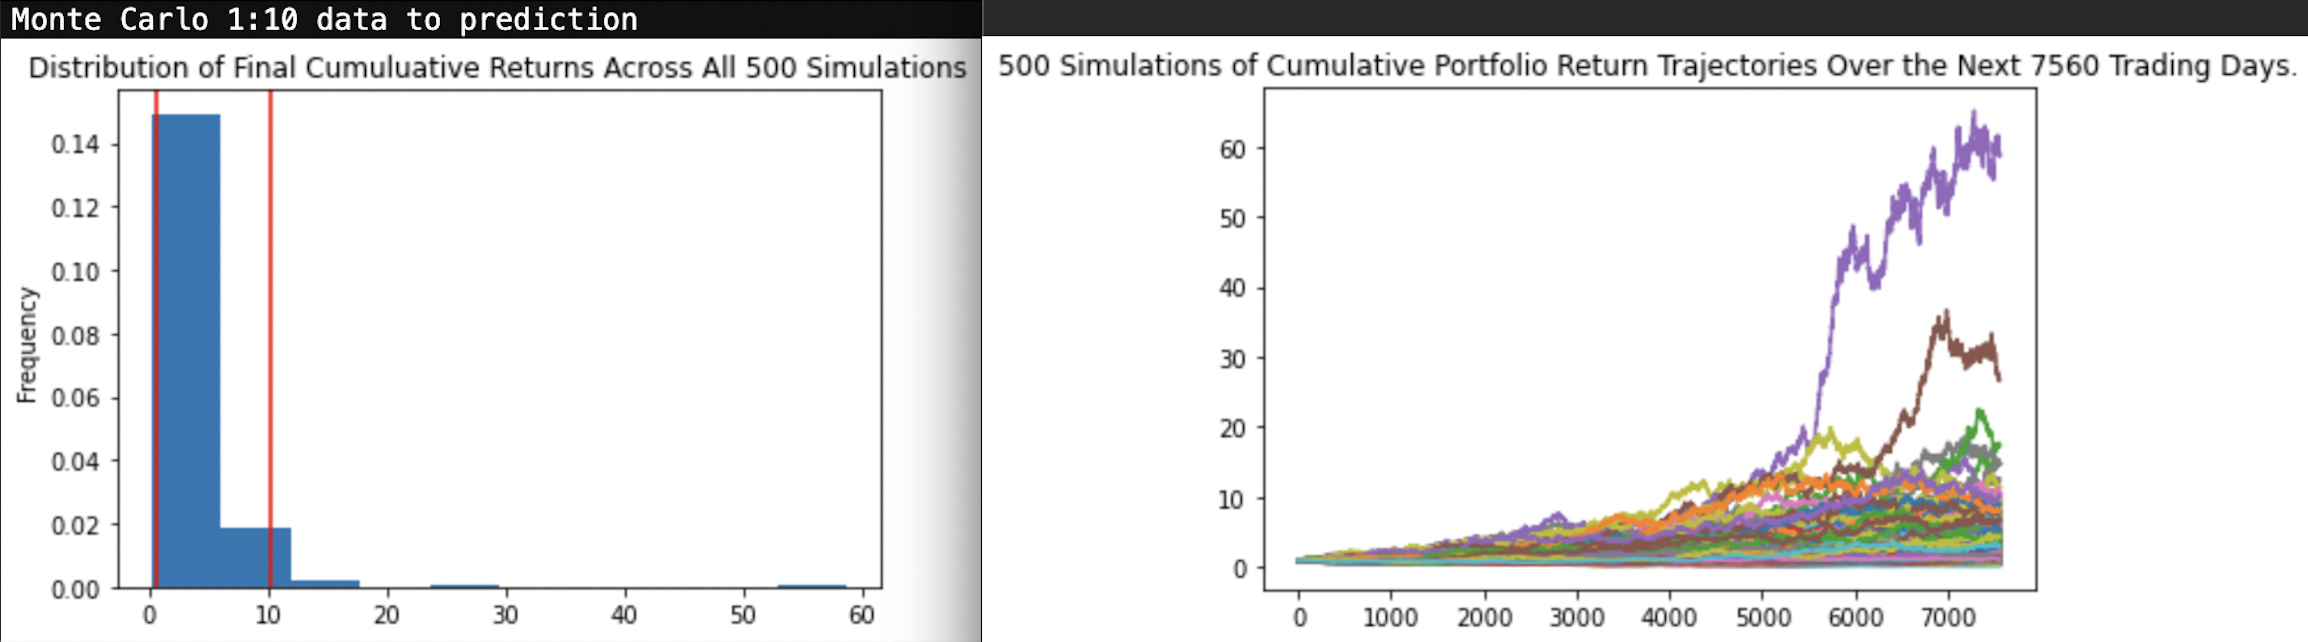 Monte Carlo 1:10 data to prediction
Distribution of Final Cumuluative Returns Across All 500 Simulations
Frequency
0.14
0.12
0.10
0.08
0.06
0.04
0.02
0.00
0 10 20 30 40 50 60
500 Simulations of Cumulative Portfolio Return Trajectories Over the Next 7560 Trading Days.
60
50
40
30
20
10
0
0 1000 2000 3000 4000 5000 6000 7000